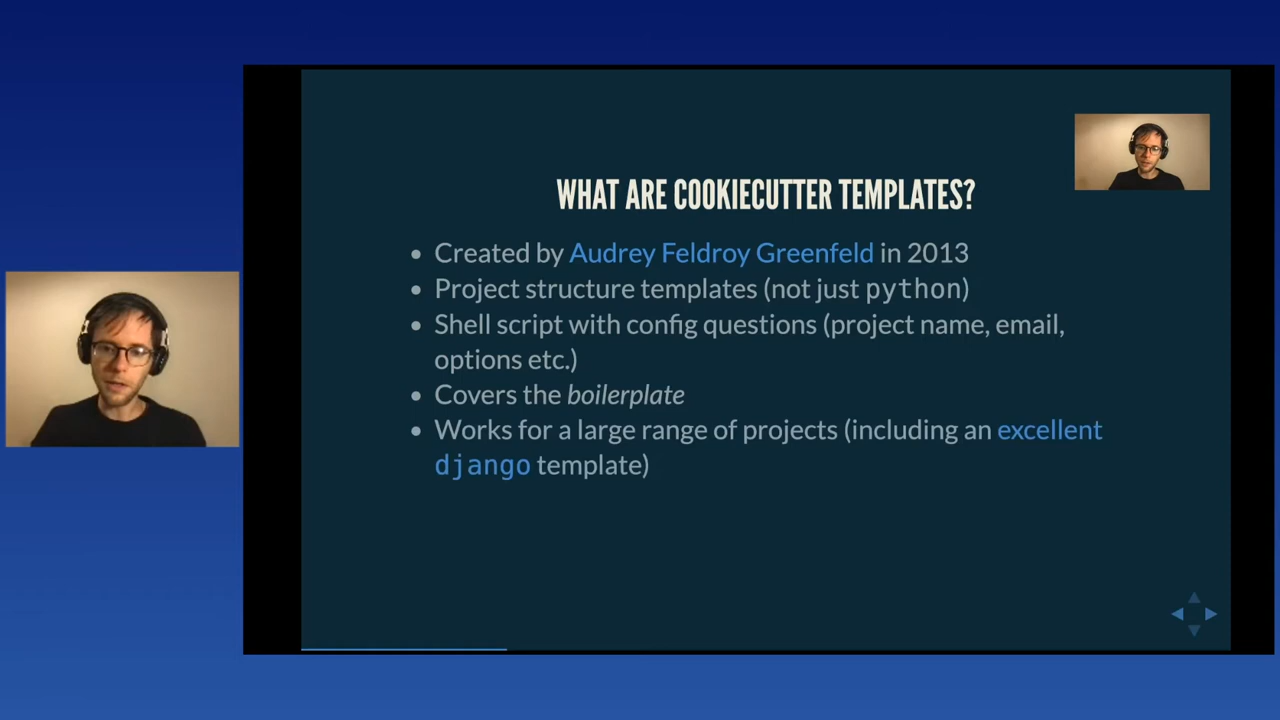 WHAT ARE COOKIECUTTER TEMPLATES?
Created by Audrey Feldroy Greenfeld in 2013
Project structure templates (not just python)
Shell script with config questions (project name, email,
options etc.)
Covers the boilerplate
Works for a large range of projects (including an excellent
django template)